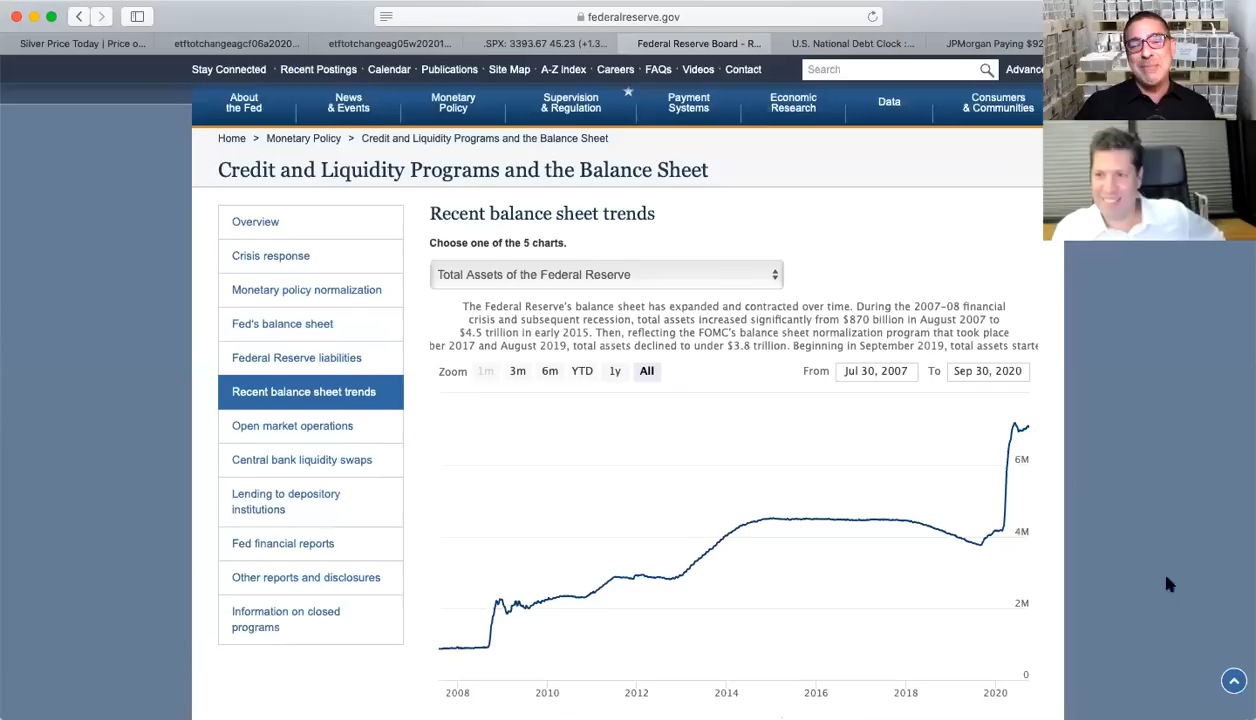 federalreserve.gov
Silver Price Today | Price o...
etftotchangeagcf06a2020...
etftotchangeag05w20201...
.SPX: 3393.67 45.23 (+1.3...
Federal Reserve Board - R...
U.S. National Debt Clock :...
JPMorgan Paying $92
Stay Connected
Recent Postings
Calendar
Publications
Site Map
A-Z index
Careers
FAQs
Videos
Contact
Search
Advanc
About
the Fed
News
& Events
Monetary
Policy
Supervision
& Regulation
Payment
Systems
Economic
Research
Data
Consumers
& Communities
Home > Monetary Policy > Credit and Liquidity Programs and the Balance Sheet
Credit and Liquidity Programs and the Balance Sheet
Overview
Crisis response
Monetary policy normalization
Fed's balance sheet
Federal Reserve liabilities
Recent balance sheet trends
Open market operations
Central bank liquidity swaps
Lending to depository
institutions
Fed financial reports
Other reports and disclosures
Information on closed
programs
Recent balance sheet trends
Choose one of the 5 charts.
Total Assets of the Federal Reserve
The Federal Reserve's balance sheet has expanded and contracted over time. During the 2007-08 financial
crisis and subsequent recession, total assets increased significantly from $870 billion in August 2007 to
$4.5 trillion in early 2015. Then, reflecting the FOMC's balance sheet normalization program that took place
ber 2017 and August 2019, total assets declined to under $3.8 trillion. Beginning in September 2019, total assets starte
Zoom 1m 3m 6m YTD 1y All
From Jul 30, 2007 To Sep 30, 2020
6M
4M
2M
0
2008 2010 2012 2014 2016 2018 2020